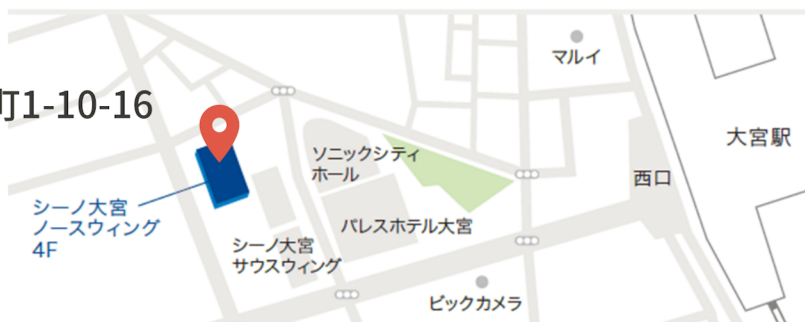 町1-10-16
マルイ
大宮駅
ソニックシティ
ホール
西口
シーノ大宮
ノースウィング
4F
パレスホテル大宮
シーノ大宮
サウスウィング
ビックカメラ